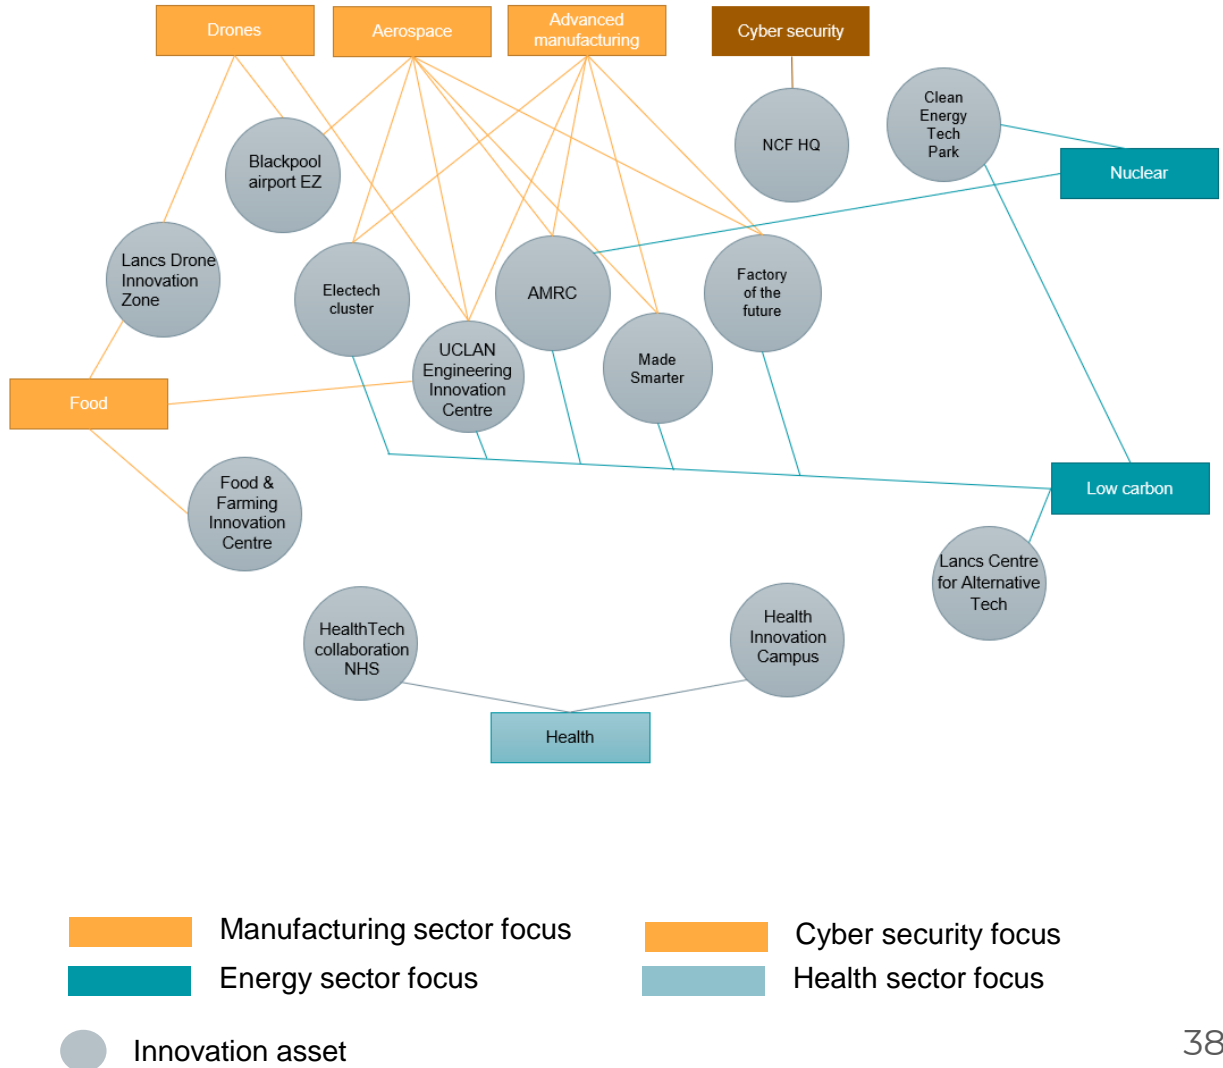 Drones
Aerospace
Advanced
manufacturing
Cyber security
Clean
Energy
Tech
Park
NCF HQ
Blackpool
airport EZ
Nuclear
Lancs Drone
Innovation
Zone
Electech
cluster
AMRC
Factory
of the
future
UCLAN
Engineering
Innovation
Centre
Made
Smarter
Food
Food &
Farming
Innovation
Centre
Low carbon
Lancs Centre
for Alternative
Tech
HealthTech
collaboration
NHS
Health
Innovation
Campus
Health
Manufacturing sector focus
Cyber security focus
Energy sector focus
Health sector focus
Innovation asset
38